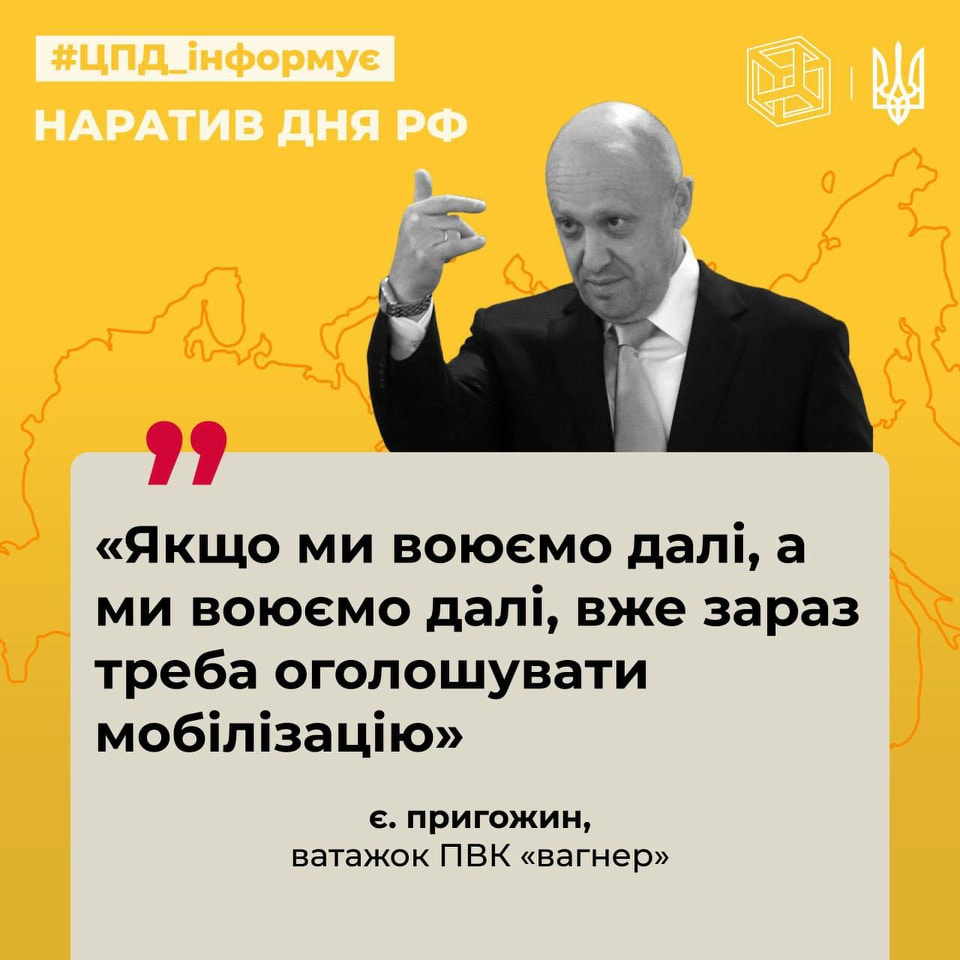 #ЦПД_інформує
НАРАТИВ ДНЯ РФ
«Якщо ми воюємо далі, а
ми воюємо далі, вже зараз
треба оголошувати
мобілізацію»
є. пригожин,
ватажок ПВК «вагнер»